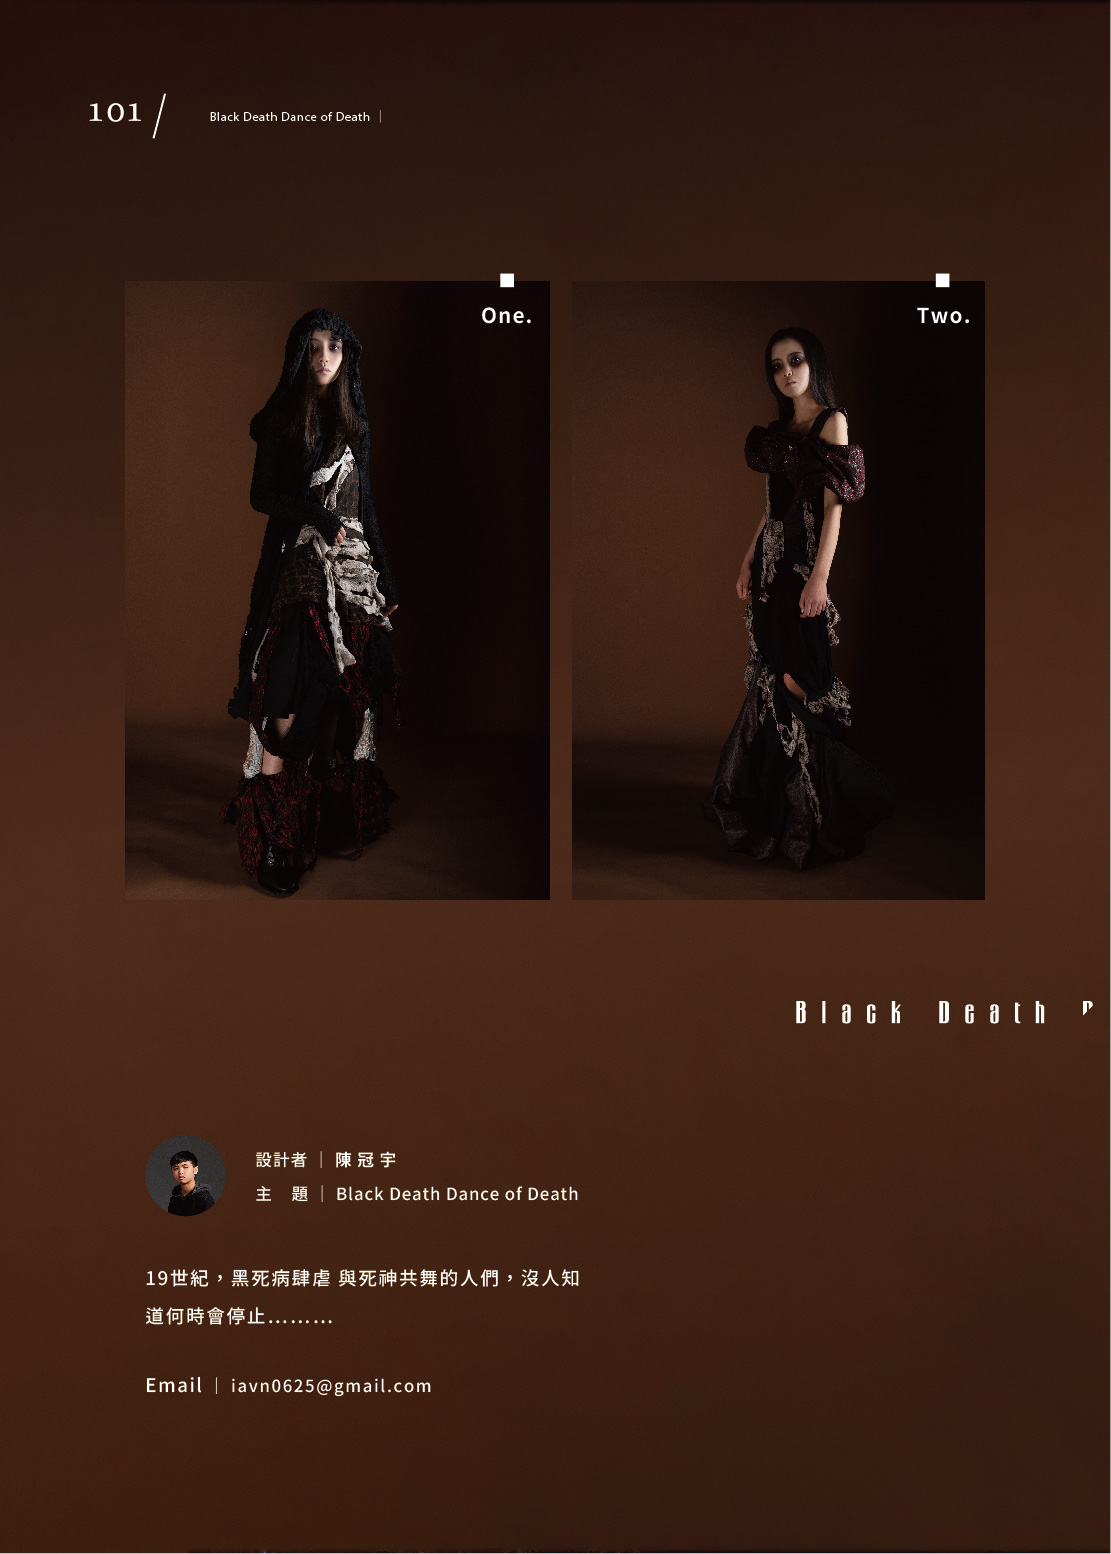 101
Black Death Dance of Death
One.
Two.
Black Death
設計者｜陳 冠 宇
主　題｜Black Death Dance of Death
19世紀，黑死病肆虐 與死神共舞的人們，沒人知
道何時會停止………
Email｜iavn0625@gmail.com